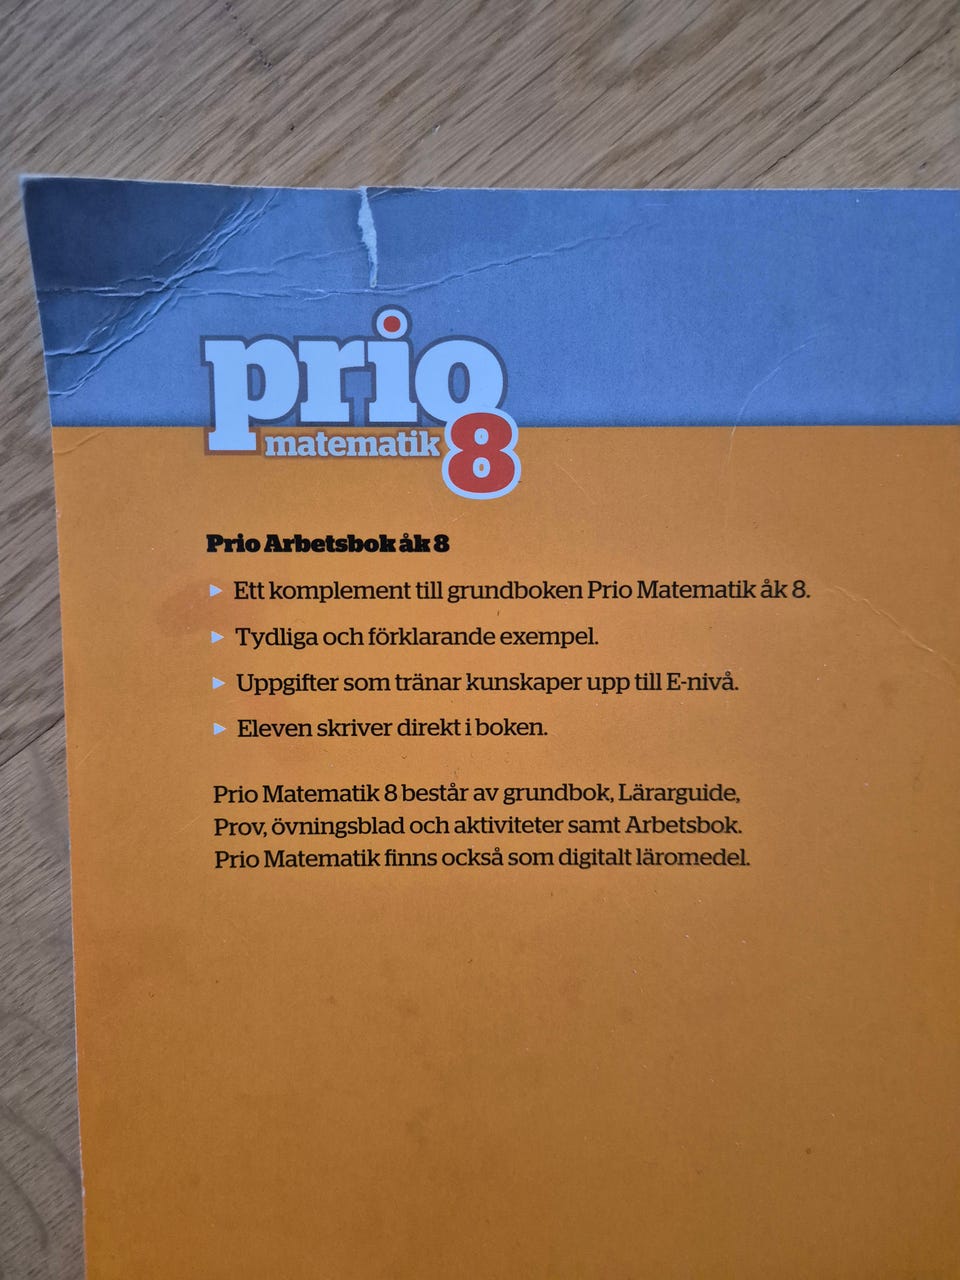 prio
matematik 8
Prio Arbetsbok åk 8
Ett komplement till grundboken Prio Matematik åk 8.
Tydliga och förklarande exempel.
Uppgifter som tränar kunskaper upp till E-nivå.
Eleven skriver direkt i boken.
Prio Matematik 8 består av grundbok, Lärarguide,
Prov, övningsblad och aktiviteter samt Arbetsbok.
Prio Matematik finns också som digitalt läromedel.